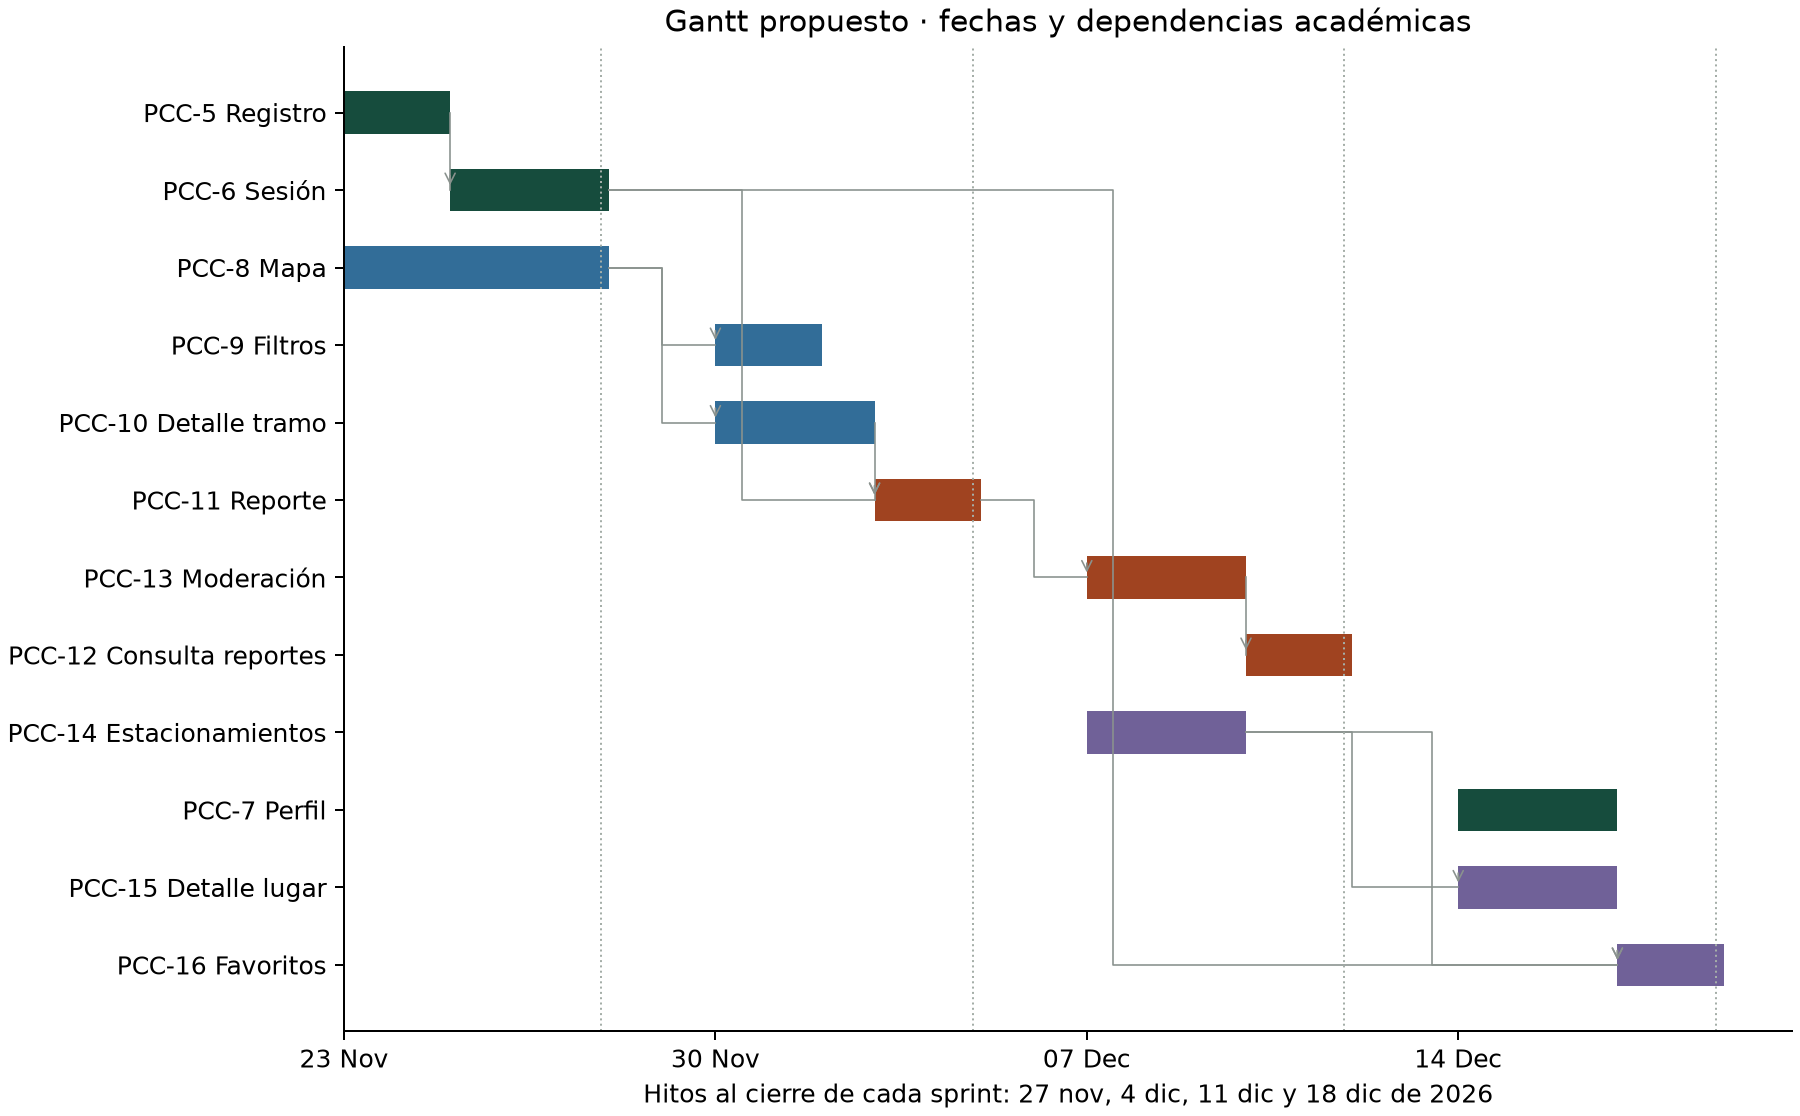 Gantt propuesto · fechas y dependencias académicas
PCC-5 Registro
PCC-6 Sesión
PCC-8 Mapa
PCC-9 Filtros
PCC-10 Detalle tramo
PCC-11 Reporte
PCC-13 Moderación
PCC-12 Consulta reportes
PCC-14 Estacionamientos
PCC-7 Perfil
PCC-15 Detalle lugar
PCC-16 Favoritos
23 Nov 30 Nov 07 Dec 14 Dec
Hitos al cierre de cada sprint: 27 nov, 4 dic, 11 dic y 18 dic de 2026